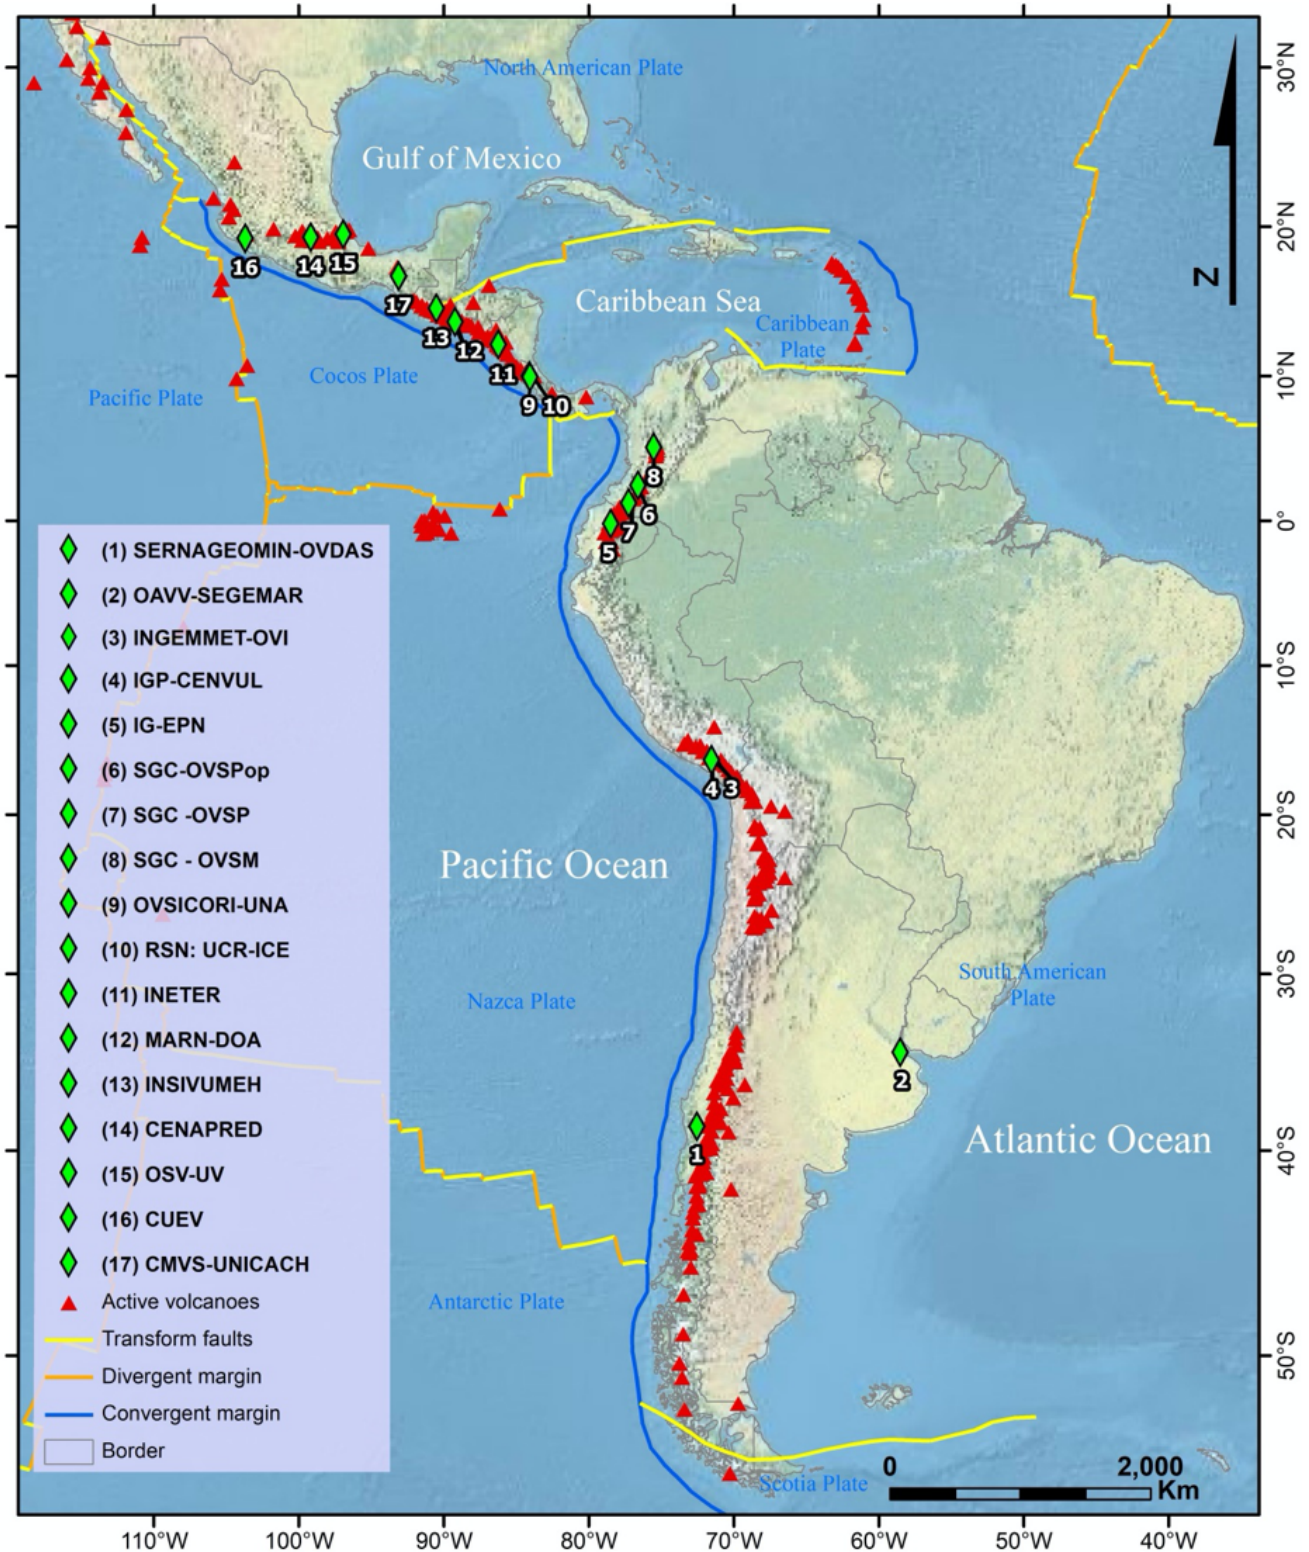 North American Plate
30°N
Gulf of Mexico
20°N
16
14
15
17
Caribbean Sea
N
13
12
Caribbean
Plate
11
Pacific Plate
Cocos Plate
10°N
9
10
8
6
7
5
0°
(1) SERNAGEOMIN-OVDAS
(2) OAVV-SEGEMAR
(3) INGEMMET-OVI
(4) IGP-CENVUL
(5) IG-EPN
(6) SGC-OVSPop
(7) SGC -OVSP
(8) SGC - OVSM
(9) OVSICORI-UNA
(10) RSN: UCR-ICE
(11) INETER
(12) MARN-DOA
(13) INSIVUMEH
(14) CENAPRED
(15) OSV-UV
(16) CUEV
(17) CMVS-UNICACH
Active volcanoes
Transform faults
Divergent margin
Convergent margin
Border
10°S
4
3
20°S
Pacific Ocean
South American
Plate
30°S
Nazca Plate
2
1
Atlantic Ocean
40°S
Antarctic Plate
50°S
Scotia Plate
0
2,000
Km
110°W
100°W
90°W
80°W
70°W
60°W
50°W
40°W